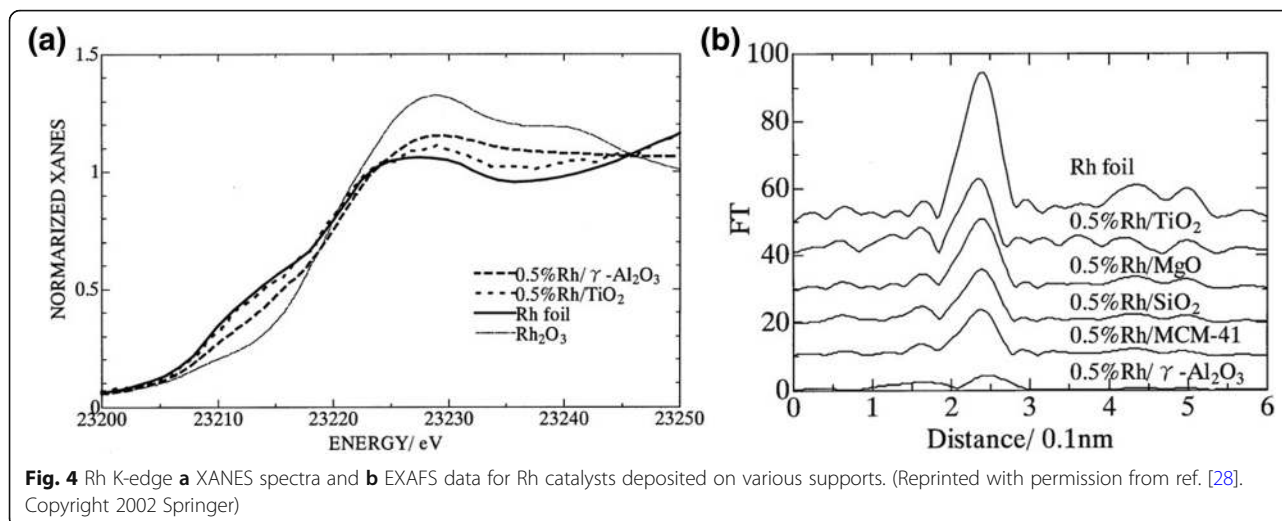 (a)
1.5
1
0.5
0
NORMARIZED XANES
0.5%Rh/ γ-Al₂O₃
0.5%Rh/TiO₂
Rh foil
Rh₂O₃
23200 23210 23220 23230 23240 23250
ENERGY/ eV
(b)
100
80
60
40
20
0
FT
Rh foil
0.5%Rh/TiO₂
0.5%Rh/MgO
0.5%Rh/SiO₂
0.5%Rh/MCM-41
0.5%Rh/ γ-Al₂O₃
0 1 2 3 4 5 6
Distance/ 0.1nm
Fig. 4 Rh K-edge a XANES spectra and b EXAFS data for Rh catalysts deposited on various supports. (Reprinted with permission from ref. [28].
Copyright 2002 Springer)